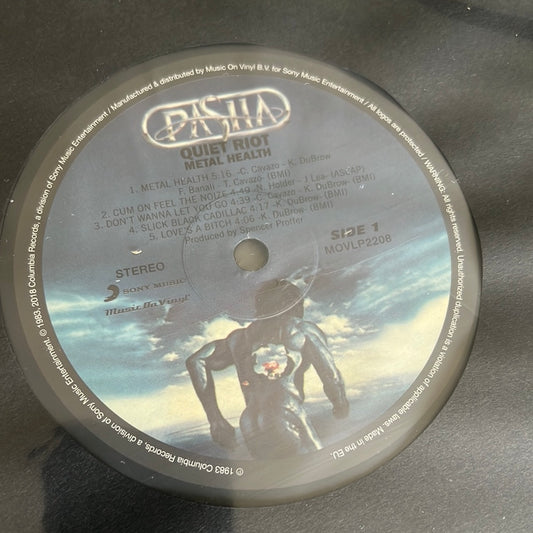 Manufactured & distributed by Music On Vinyl B.V. for Sony Music Entertainment / All logos are protected / WARNING: All rights reserved. Unauthorized duplication is a violation of applicable laws. Made in the EU.
℗ 1983 Columbia Records, a division of Sony Music Entertainment © 1983, 2018 Columbia Records, a division of Sony Music Entertainment /
PASHA
QUIET RIOT
METAL HEALTH
1. METAL HEALTH 5:16 -C. Cavazo - K. DuBrow
F. Banali - T. Cavazo- (BMI)
2. CUM ON FEEL THE NOIZE 4:49 -N. Holder - J Lea- (ASCAP)
3. DON'T WANNA LET YOU GO 4:39 -C. Cavazo - K. DuBrow- (BMI)
4. SLICK BLACK CADILLAC 4:17 -K. DuBrow- (BMI)
5. LOVE'S A BITCH 4:06 -K. DuBrow- (BMI)
Produced by Spencer Proffer
STEREO
SIDE 1
MOVLP2208
SONY MUSIC
Music On Vinyl